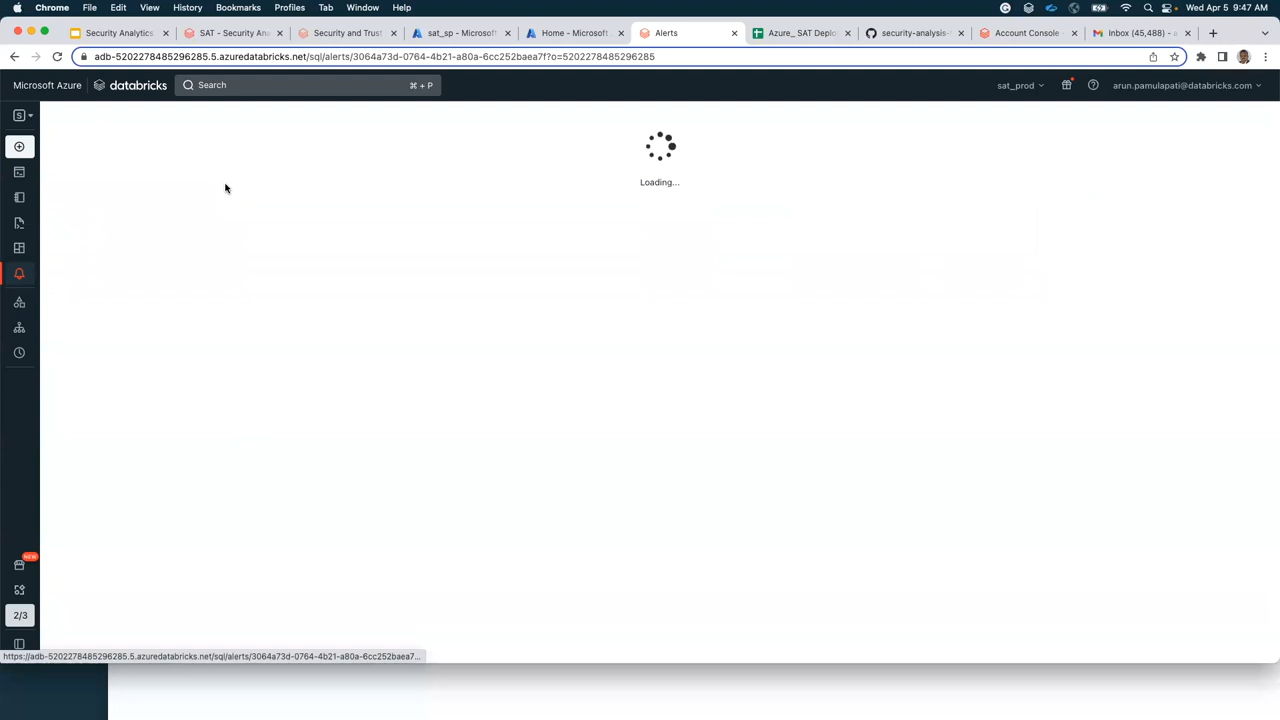 Chrome File Edit View History Bookmarks Profiles Tab Window Help Wed Apr 5 9:47 AM
Security Analytics SAT - Security Ana Security and Trust sat_sp - Microsoft Home - Microsoft Alerts Azure_ SAT Deplo security-analysis- Account Console Inbox (45,488) - a
adb-5202278485296285.5.azuredatabricks.net/sql/alerts/3064a73d-0764-4b21-a80a-6cc252baea7f?o=5202278485296285
Microsoft Azure databricks Search ⌘ + P sat_prod arun.pamulapati@databricks.com
S
Loading...
NEW
2/3
https://adb-5202278485296285.5.azuredatabricks.net/sql/alerts/3064a73d-0764-4b21-a80a-6cc252baea7...